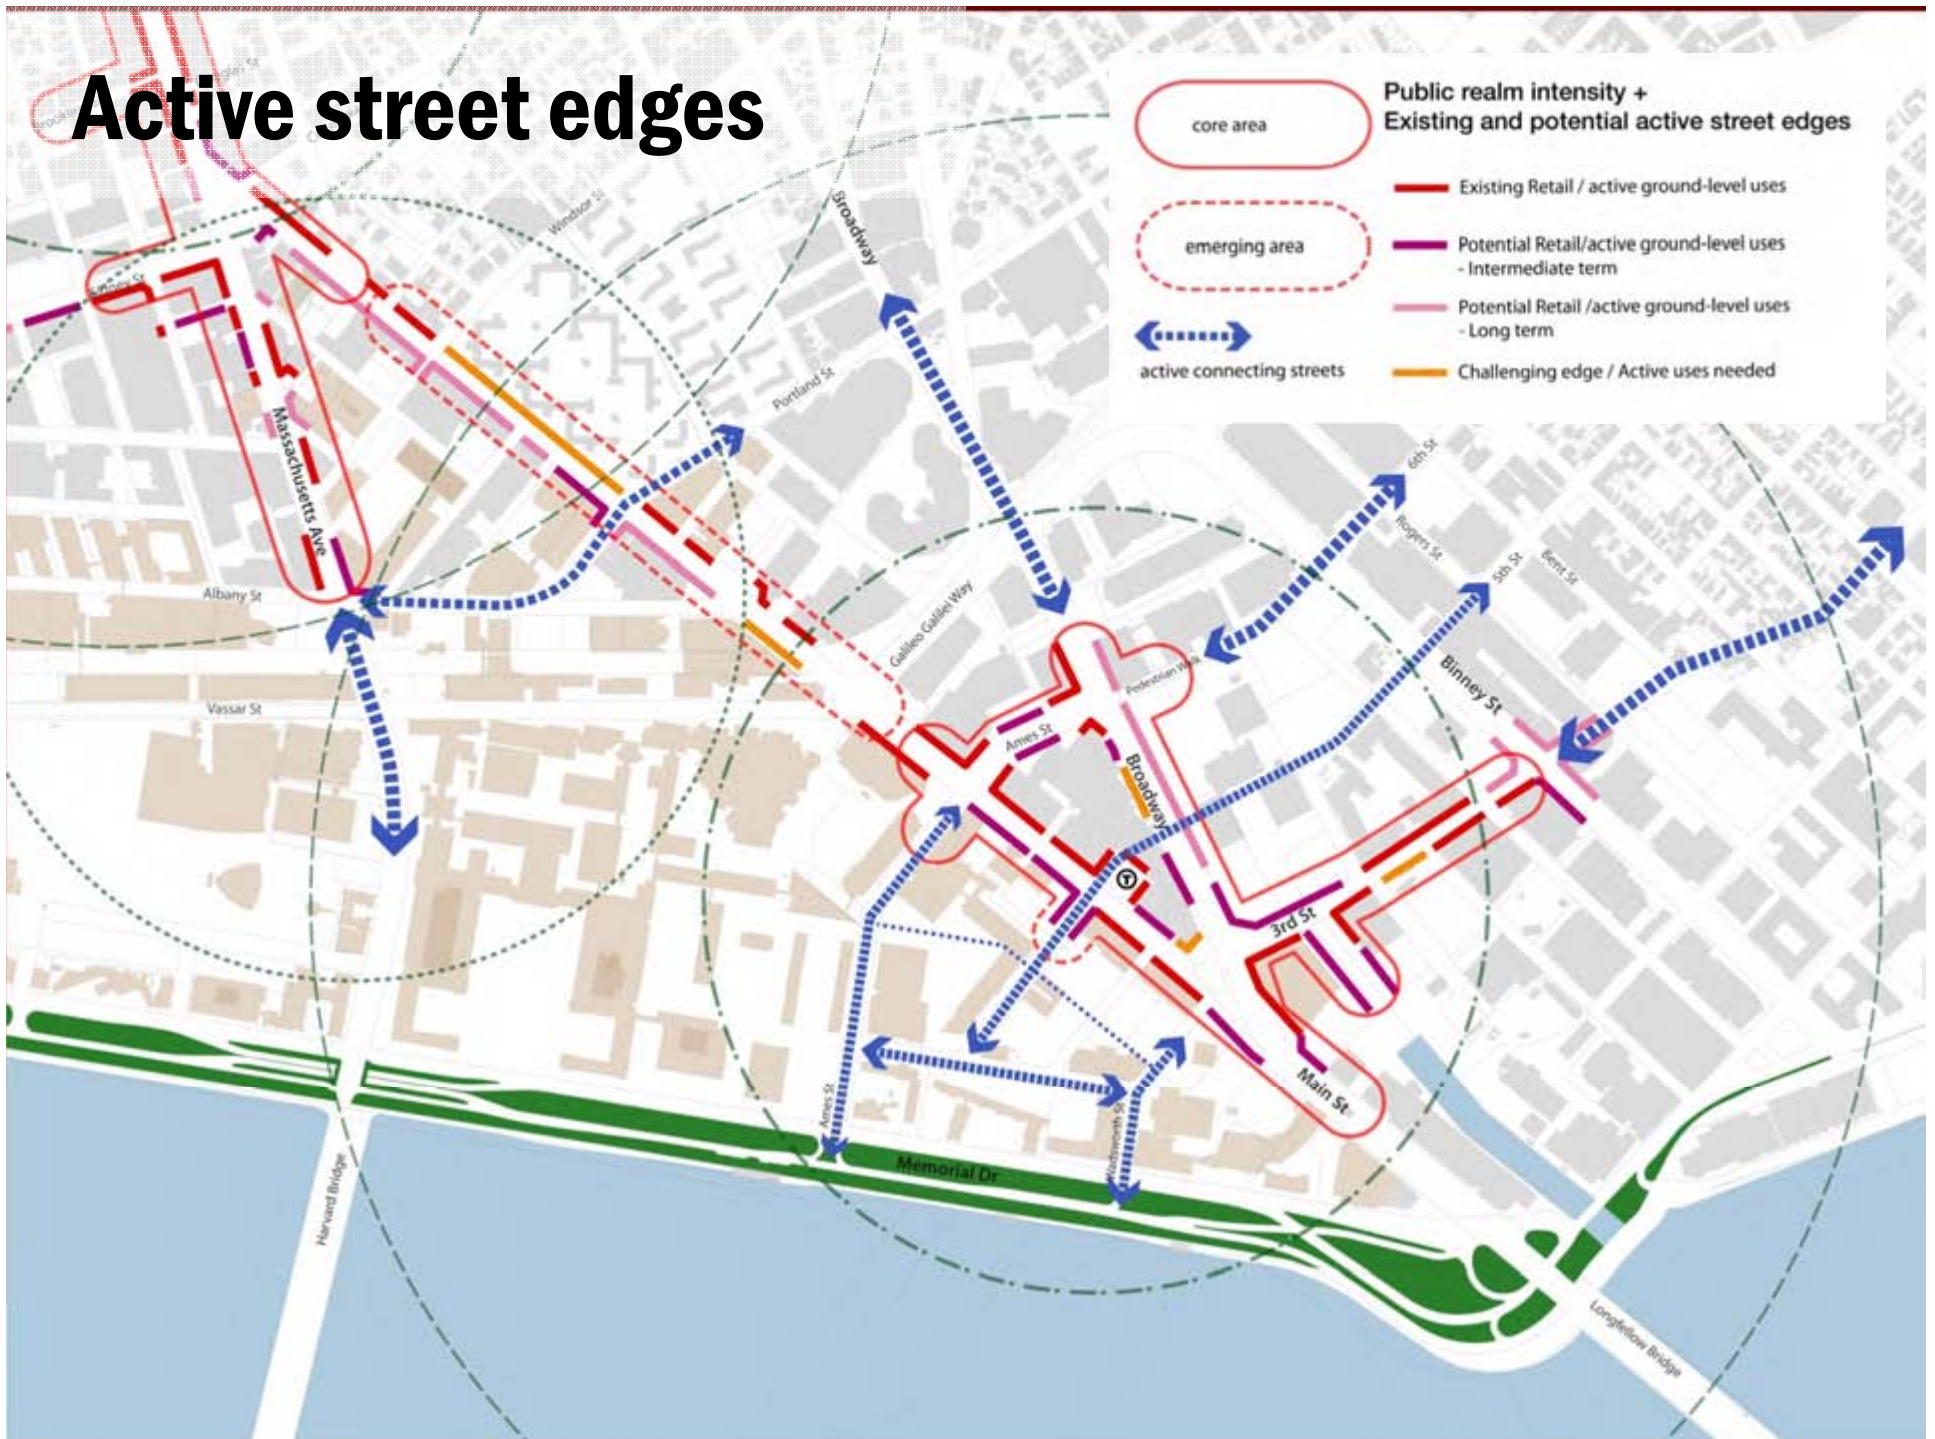 Active street edges
Public realm intensity +
Existing and potential active street edges
core area
emerging area
active connecting streets
Existing Retail / active ground-level uses
Potential Retail/active ground-level uses
- Intermediate term
Potential Retail /active ground-level uses
- Long term
Challenging edge / Active uses needed
Windsor St
Broadway
Portland St
Massachusetts Ave
Albany St
Vassar St
Galileo Galilei Way
6th St
Rogers St
5th St
Bent St
Binney St
Pedestrian Walk
Ames St
Broadway
T
3rd St
Main St
Ames St
Wadsworth St
Memorial Dr
Harvard Bridge
Longfellow Bridge